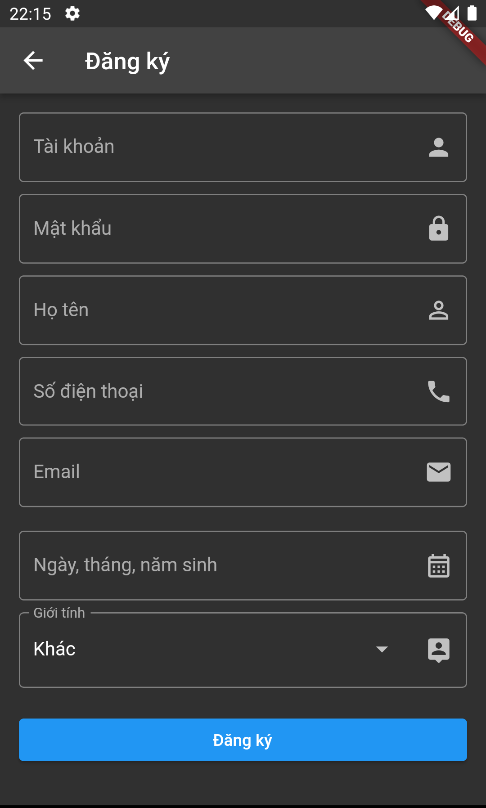 22:15
DEBUG
Đăng ký
Tài khoản
Mật khẩu
Họ tên
Số điện thoại
Email
Ngày, tháng, năm sinh
Giới tính
Khác
Đăng ký